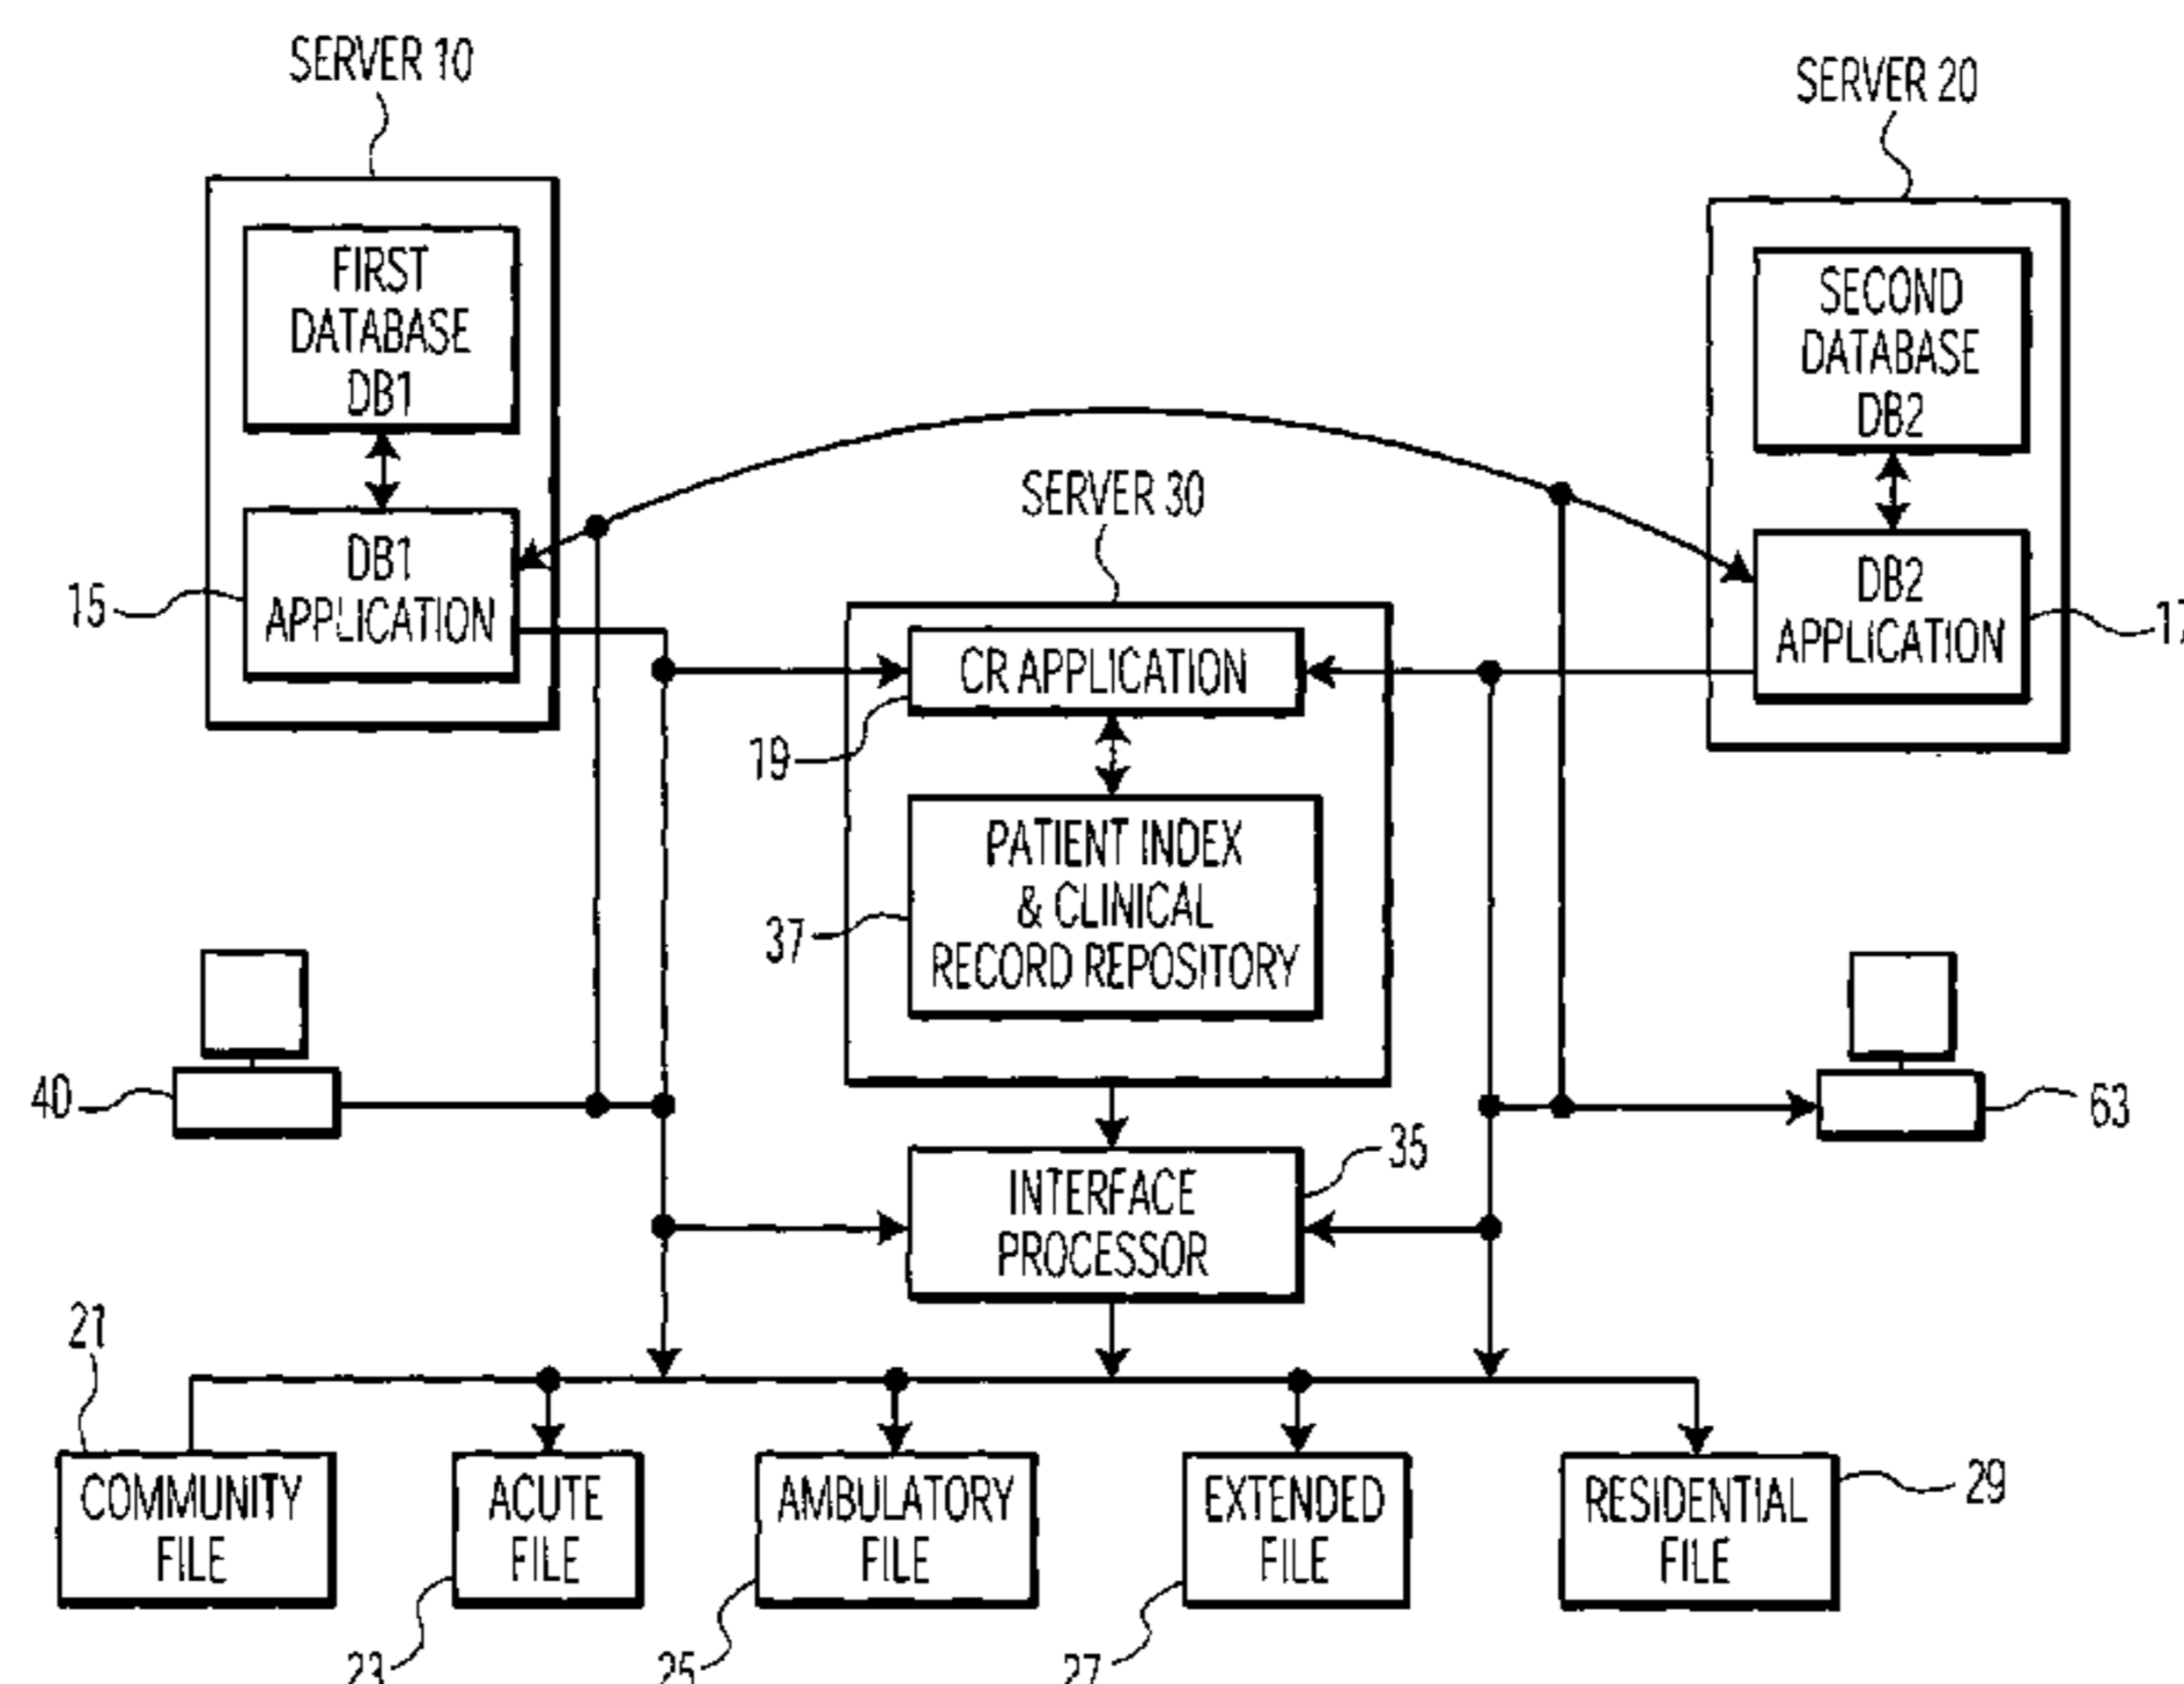 SERVER 10
SERVER 20
FIRST
DATABASE
DB1
SECOND
DATABASE
DB2
SERVER 30
DB1
APPLICATION
15
DB2
APPLICATION
17
CR APPLICATION
19
PATIENT INDEX
& CLINICAL
RECORD REPOSITORY
37
40
63
35
INTERFACE
PROCESSOR
21
COMMUNITY
FILE
ACUTE
FILE
AMBULATORY
FILE
EXTENDED
FILE
RESIDENTIAL
FILE
29
23
25
27